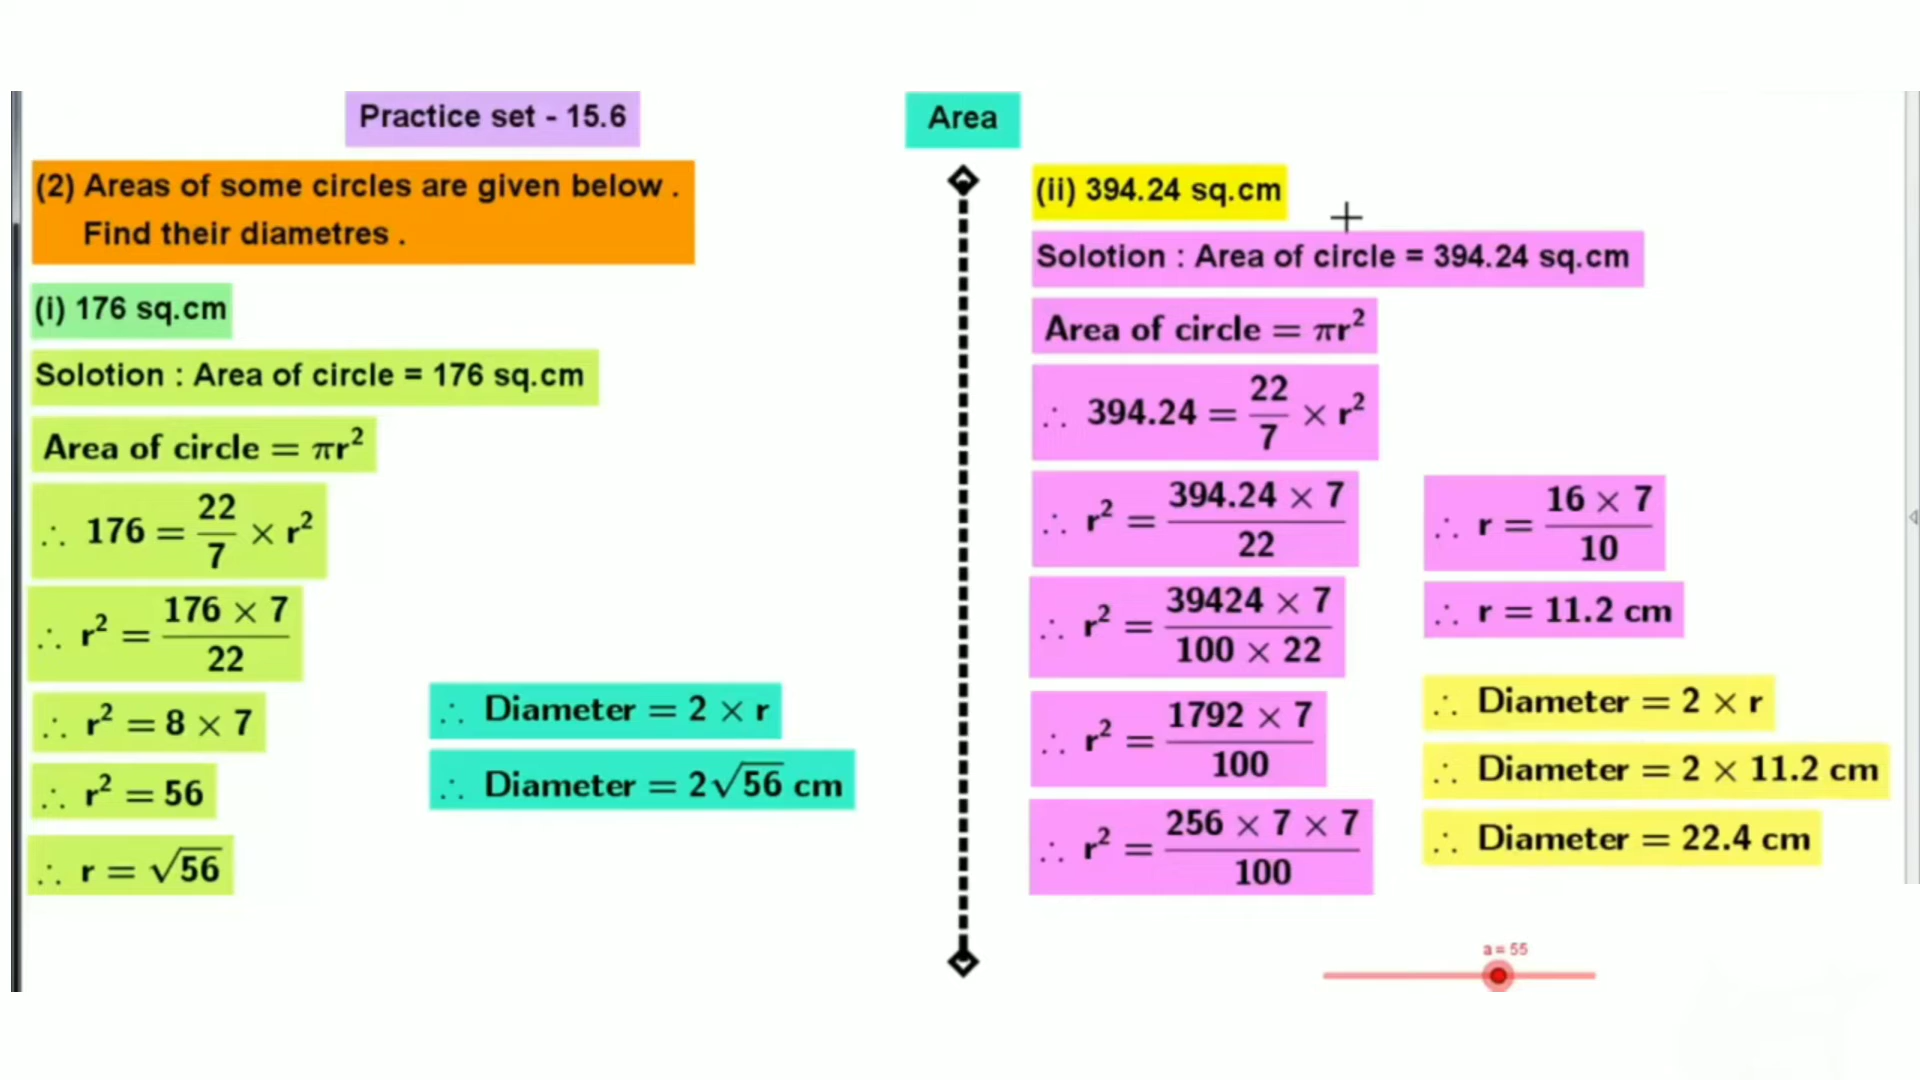 Practice set - 15.6
Area
(2) Areas of some circles are given below .
Find their diametres .
(i) 176 sq.cm
Solotion : Area of circle = 176 sq.cm
Area of circle = πr²
∴ 176 = 22/7 × r²
∴ r² = (176 × 7)/22
∴ r² = 8 × 7
∴ r² = 56
∴ r = √56
∴ Diameter = 2 × r
∴ Diameter = 2√56 cm
(ii) 394.24 sq.cm
Solotion : Area of circle = 394.24 sq.cm
Area of circle = πr²
∴ 394.24 = 22/7 × r²
∴ r² = (394.24 × 7)/22
∴ r² = (39424 × 7)/(100 × 22)
∴ r² = (1792 × 7)/100
∴ r² = (256 × 7 × 7)/100
∴ r = (16 × 7)/10
∴ r = 11.2 cm
∴ Diameter = 2 × r
∴ Diameter = 2 × 11.2 cm
∴ Diameter = 22.4 cm
a = 55